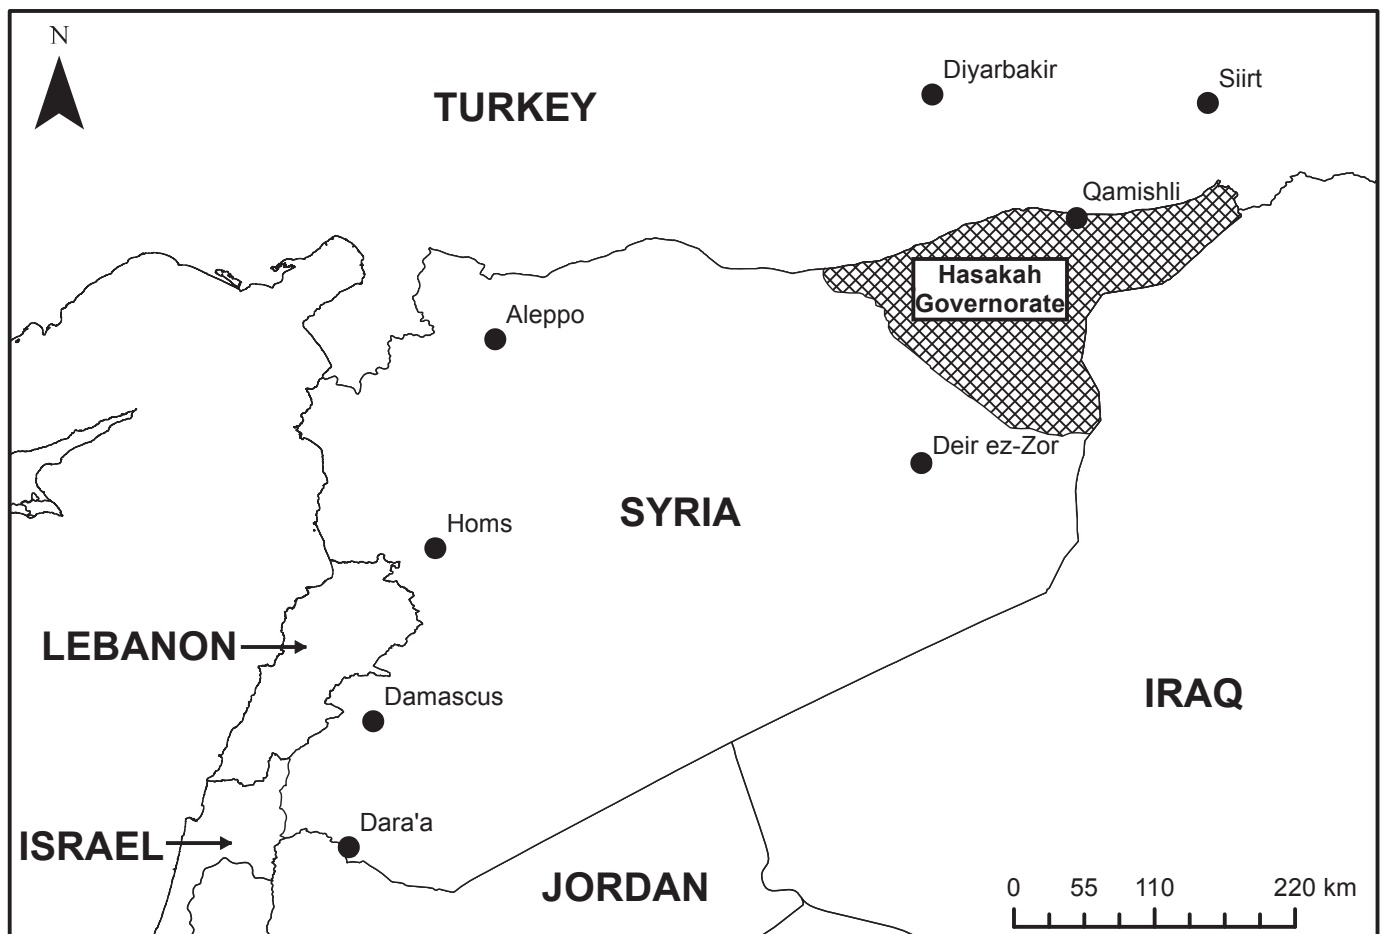 N
Diyarbakir
Siirt
TURKEY
Qamishli
Hasakah
Governorate
Aleppo
Deir ez-Zor
SYRIA
Homs
LEBANON
Damascus
IRAQ
Dara'a
ISRAEL
JORDAN
0 55 110 220 km